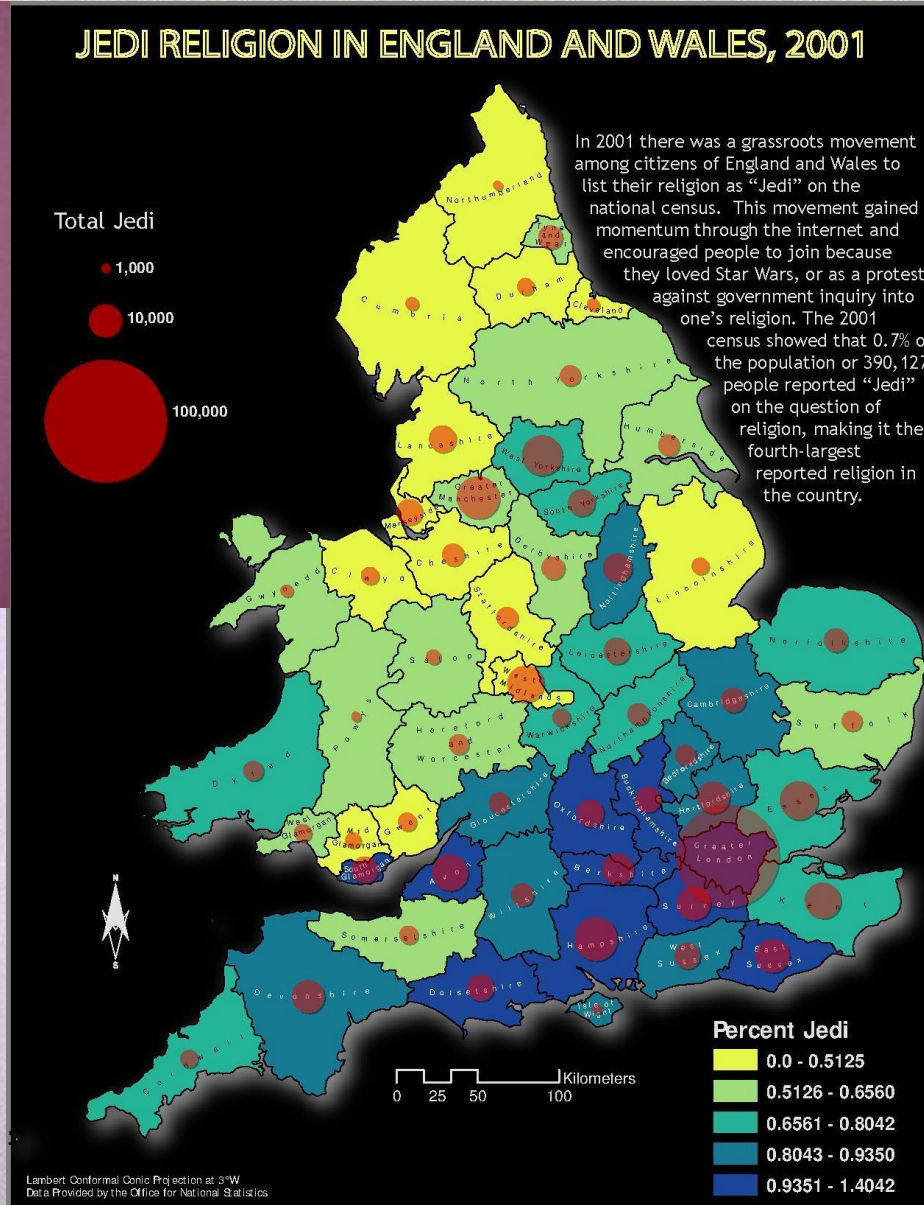 JEDI RELIGION IN ENGLAND AND WALES, 2001
In 2001 there was a grassroots movement
among citizens of England and Wales to
list their religion as “Jedi” on the
national census. This movement gained
momentum through the internet and
encouraged people to join because
they loved Star Wars, or as a protest
against government inquiry into
one’s religion. The 2001
census showed that 0.7% o
the population or 390,127
people reported “Jedi”
on the question of
religion, making it the
fourth-largest
reported religion in
the country.
Total Jedi
1,000
10,000
100,000
Northumberland
Tyne
and
Wear
Cumbria
Durham
Cleveland
North Yorkshire
Lancashire
West Yorkshire
Humberside
Greater
Manchester
Merseyside
South Yorkshire
Cheshire
Derbyshire
Nottinghamshire
Lincolnshire
Gwynedd
Clwyd
Staffordshire
Salop
Leicestershire
Norfolkshire
West
Midlands
Powys
Hereford
and
Worcester
Warwickshire
Northamptonshire
Cambridgeshire
Suffolk
Dyfed
Gloucestershire
Oxfordshire
Buckinghamshire
Bedfordshire
Hertfordshire
Essex
West
Glamorgan
Mid
Glamorgan
Gwent
South
Glamorgan
Avon
Wiltshire
Berkshire
Greater
London
Surrey
Kent
Somersetshire
Hampshire
West
Sussex
East
Sussex
Devonshire
Dorsetshire
Isle of
Wight
Cornwall
N
S
Kilometers
0 25 50 100
Percent Jedi
0.0 - 0.5125
0.5126 - 0.6560
0.6561 - 0.8042
0.8043 - 0.9350
0.9351 - 1.4042
Lambert Conformal Conic Projection at 3°W
Data Provided by the Office for National Statistics